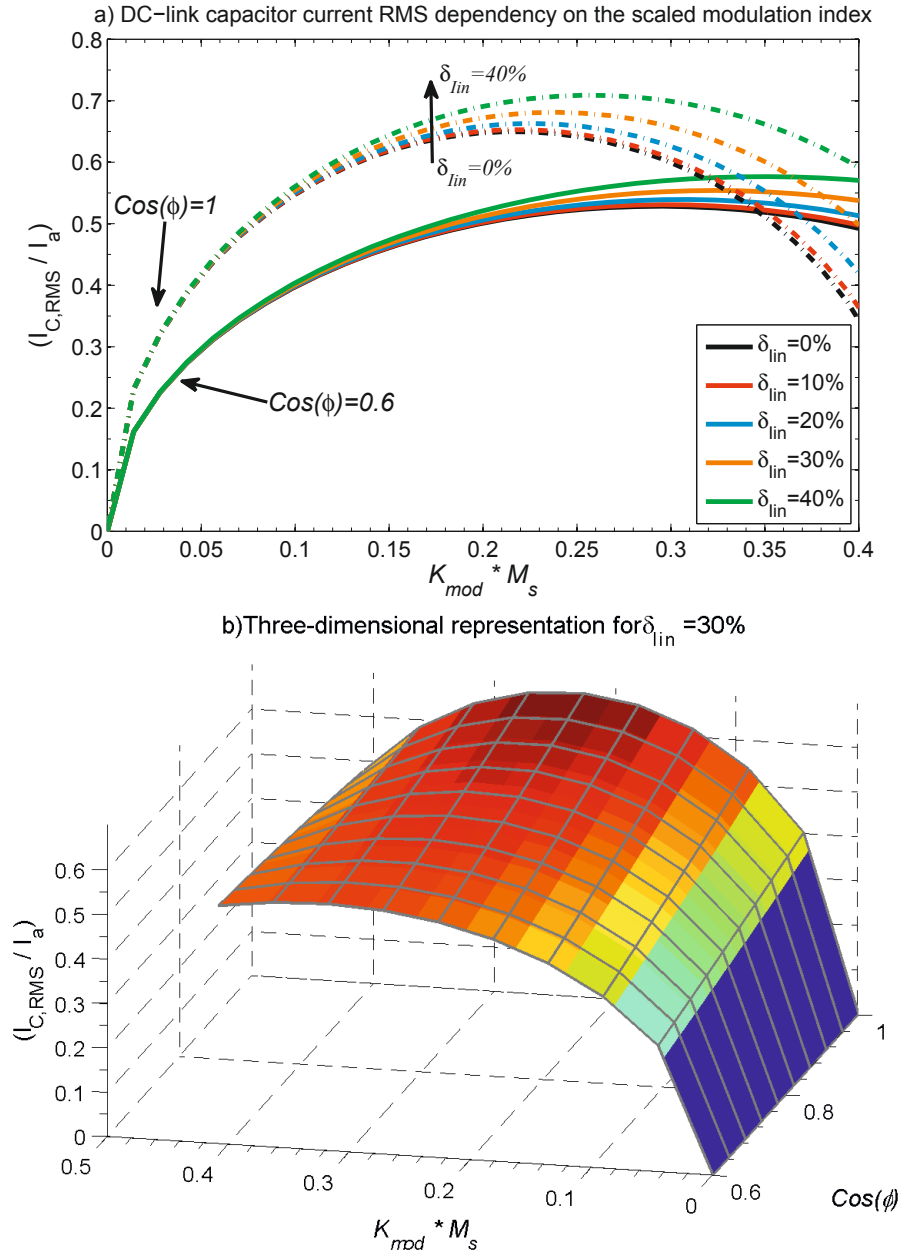 a) DC−link capacitor current RMS dependency on the scaled modulation index
0.8
0.7
0.6
0.5
0.4
0.3
0.2
0.1
0
(I_C,RMS / I_a)
δ_lin=40%
δ_lin=0%
Cos(ϕ)=1
Cos(ϕ)=0.6
δ_lin=0%
δ_lin=10%
δ_lin=20%
δ_lin=30%
δ_lin=40%
0 0.05 0.1 0.15 0.2 0.25 0.3 0.35 0.4
K_mod * M_s
b)Three-dimensional representation forδ_lin =30%
0.6
0.5
0.4
0.3
0.2
0.1
0
(I_C,RMS / I_a)
0.5 0.4 0.3 0.2 0.1 0
K_mod * M_s
0.6 0.8 1
Cos(ϕ)